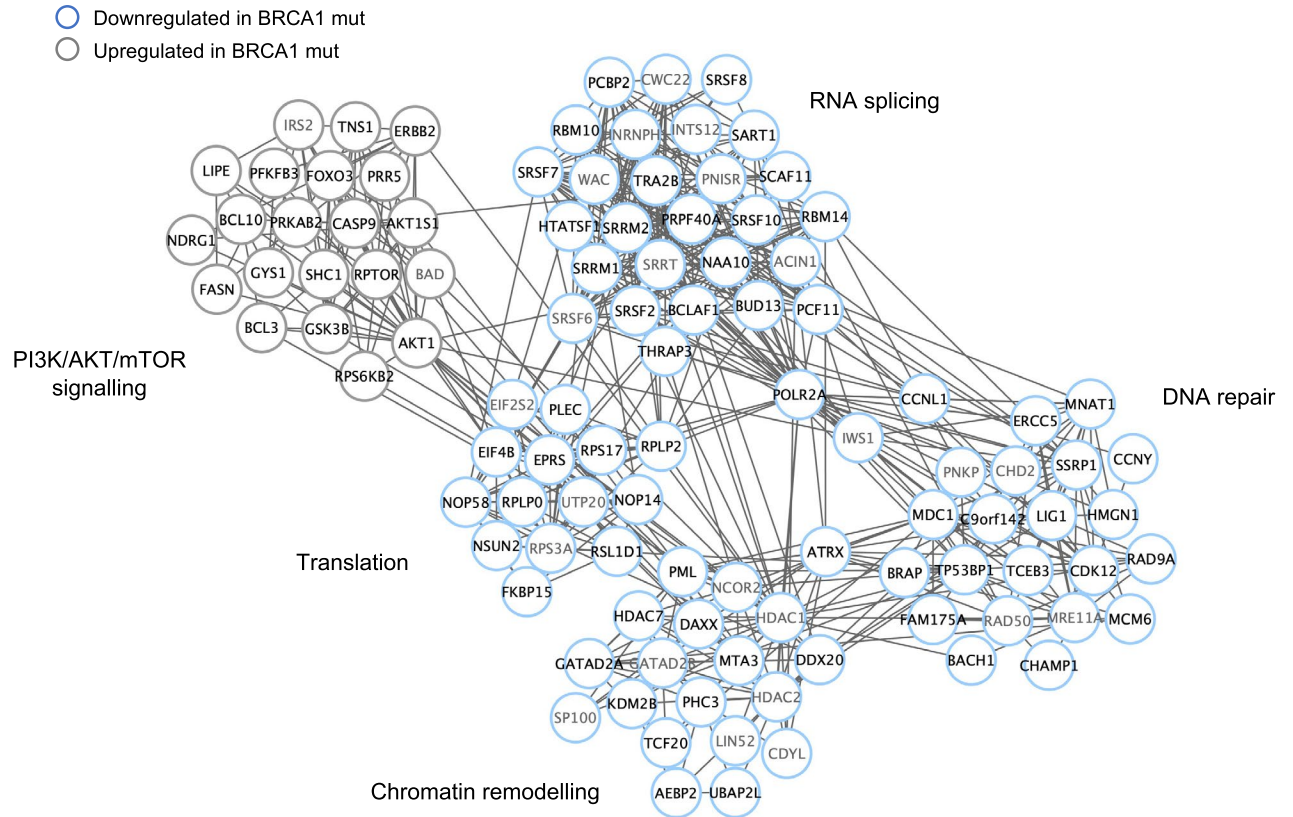 Downregulated in BRCA1 mut
Upregulated in BRCA1 mut
RNA splicing
PCBP2 CWC22 SRSF8
RBM10 HNRNPH1 INTS12 SART1
SRSF7 WAC TRA2B PNISR SCAF11
HTATSF1 SRRM2 PRPF40A SRSF10 RBM14
SRRM1 SRRT NAA10 ACIN1
SRSF6 SRSF2 BCLAF1 BUD13 PCF11
THRAP3
POLR2A
IRS2 TNS1 ERBB2
LIPE PFKFB3 FOXO3 PRR5
NDRG1 BCL10 PRKAB2 CASP9 AKT1S1
FASN GYS1 SHC1 RPTOR BAD
BCL3 GSK3B AKT1
RPS6KB2
PI3K/AKT/mTOR
signalling
DNA repair
CCNL1 ERCC5 MNAT1
IWS1 PNKP CHD2 SSRP1 CCNY
MDC1 C9orf142 LIG1 HMGN1
BRAP TP53BP1 TCEB3 CDK12 RAD9A
FAM175A RAD50 MRE11A MCM6
BACH1 CHAMP1
EIF2S2 PLEC
EIF4B EPRS RPS17 RPLP2
NOP58 RPLP0 UTP20 NOP14
NSUN2 RPS3A RSL1D1
FKBP15
Translation
ATRX
PML NCOR2
HDAC7 DAXX HDAC1
GATAD2A GATAD2B MTA3 DDX20
SP100 KDM2B PHC3 HDAC2
TCF20 LIN52 CDYL
AEBP2 UBAP2L
Chromatin remodelling